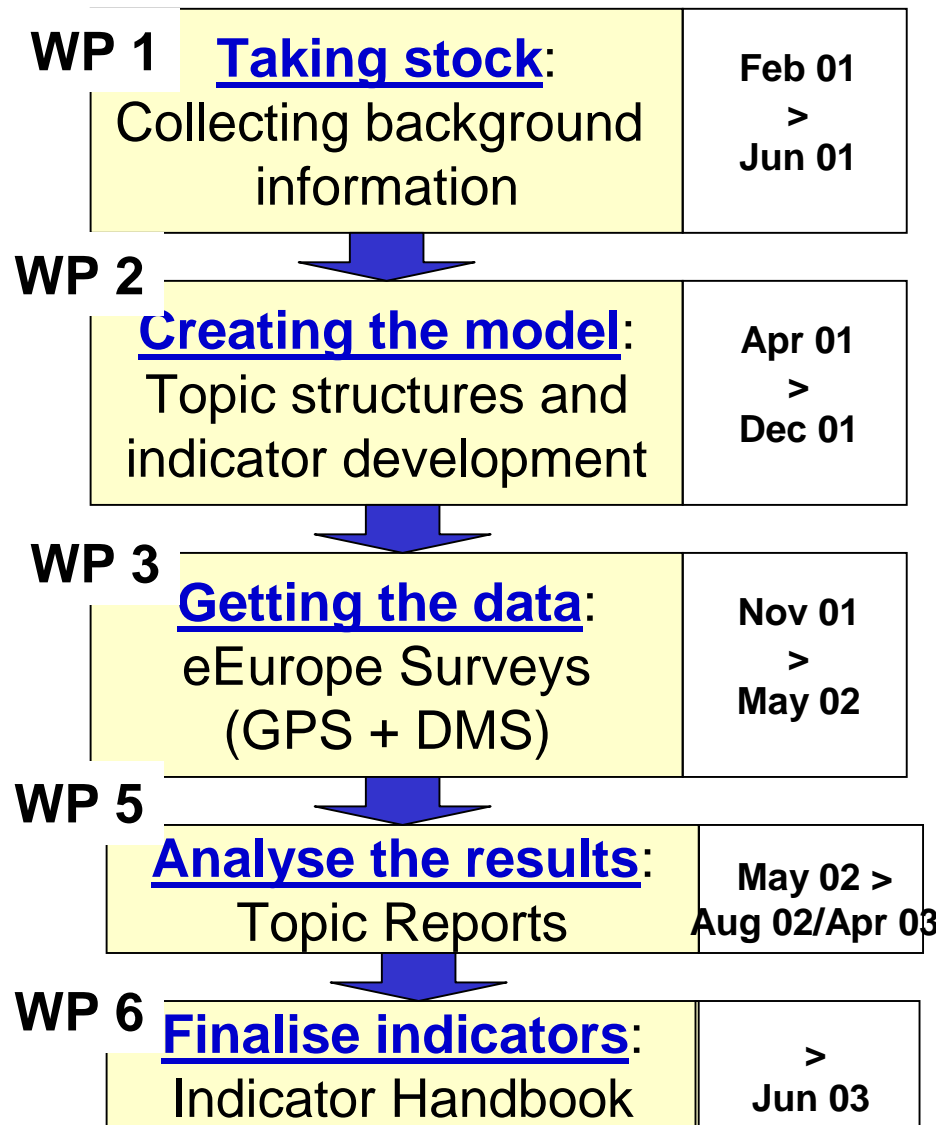 WP 1
Taking stock:
Collecting background
information
Feb 01
>
Jun 01
WP 2
Creating the model:
Topic structures and
indicator development
Apr 01
>
Dec 01
WP 3
Getting the data:
eEurope Surveys
(GPS + DMS)
Nov 01
>
May 02
WP 5
Analyse the results:
Topic Reports
May 02 >
Aug 02/Apr 03
WP 6
Finalise indicators:
Indicator Handbook
>
Jun 03